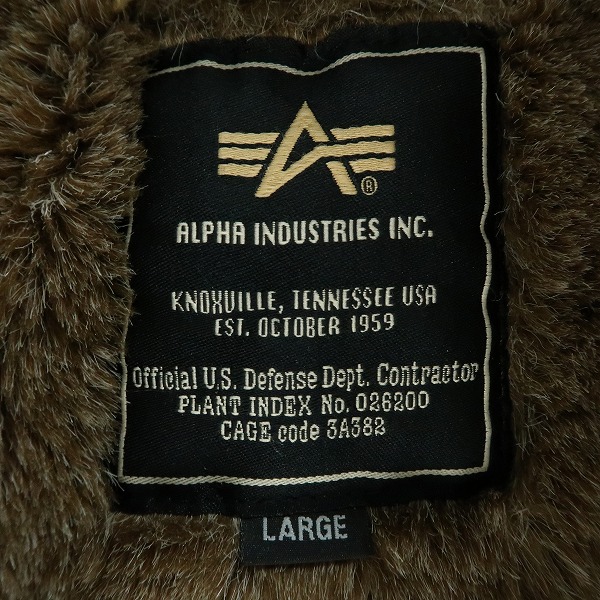 ®
ALPHA INDUSTRIES INC.
KNOXVILLE, TENNESSEE USA
EST. OCTOBER 1959
Official U.S. Defense Dept. Contractor
PLANT INDEX No. 026200
CAGE code 3A382
LARGE